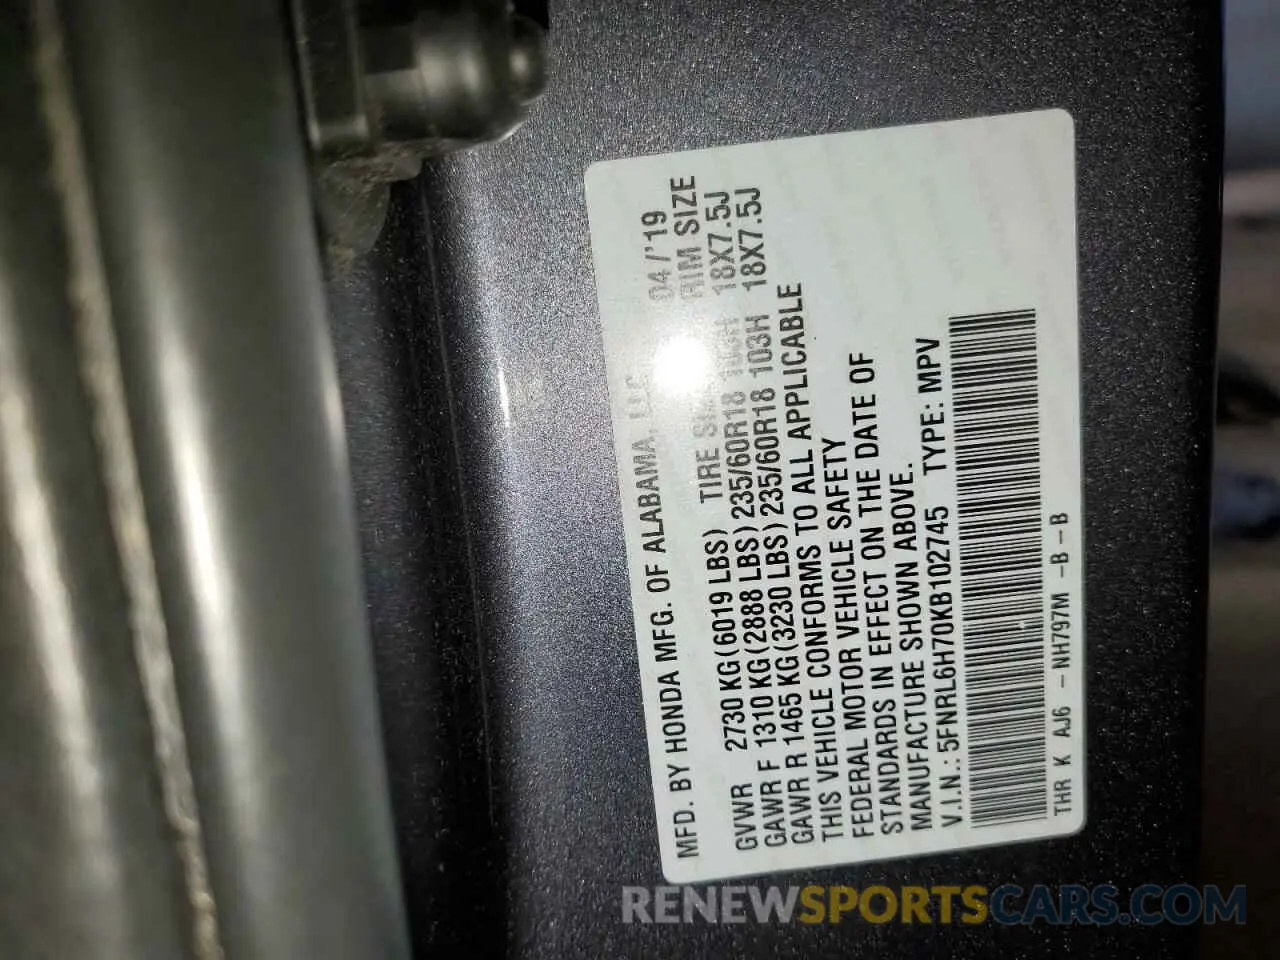 MFD. BY HONDA MFG. OF ALABAMA, LLC 04/'19
TIRE SIZE RIM SIZE
GVWR 2730 KG (6019 LBS)
GAWR F 1310 KG (2888 LBS) 235/60R18 103H 18X7.5J
GAWR R 1465 KG (3230 LBS) 235/60R18 103H 18X7.5J
THIS VEHICLE CONFORMS TO ALL APPLICABLE
FEDERAL MOTOR VEHICLE SAFETY
STANDARDS IN EFFECT ON THE DATE OF
MANUFACTURE SHOWN ABOVE.
V.I.N.: 5FNRL6H70KB102745 TYPE: MPV
THR K AJ6 - NH797M -B-B
RENEWSPORTSCARS.COM